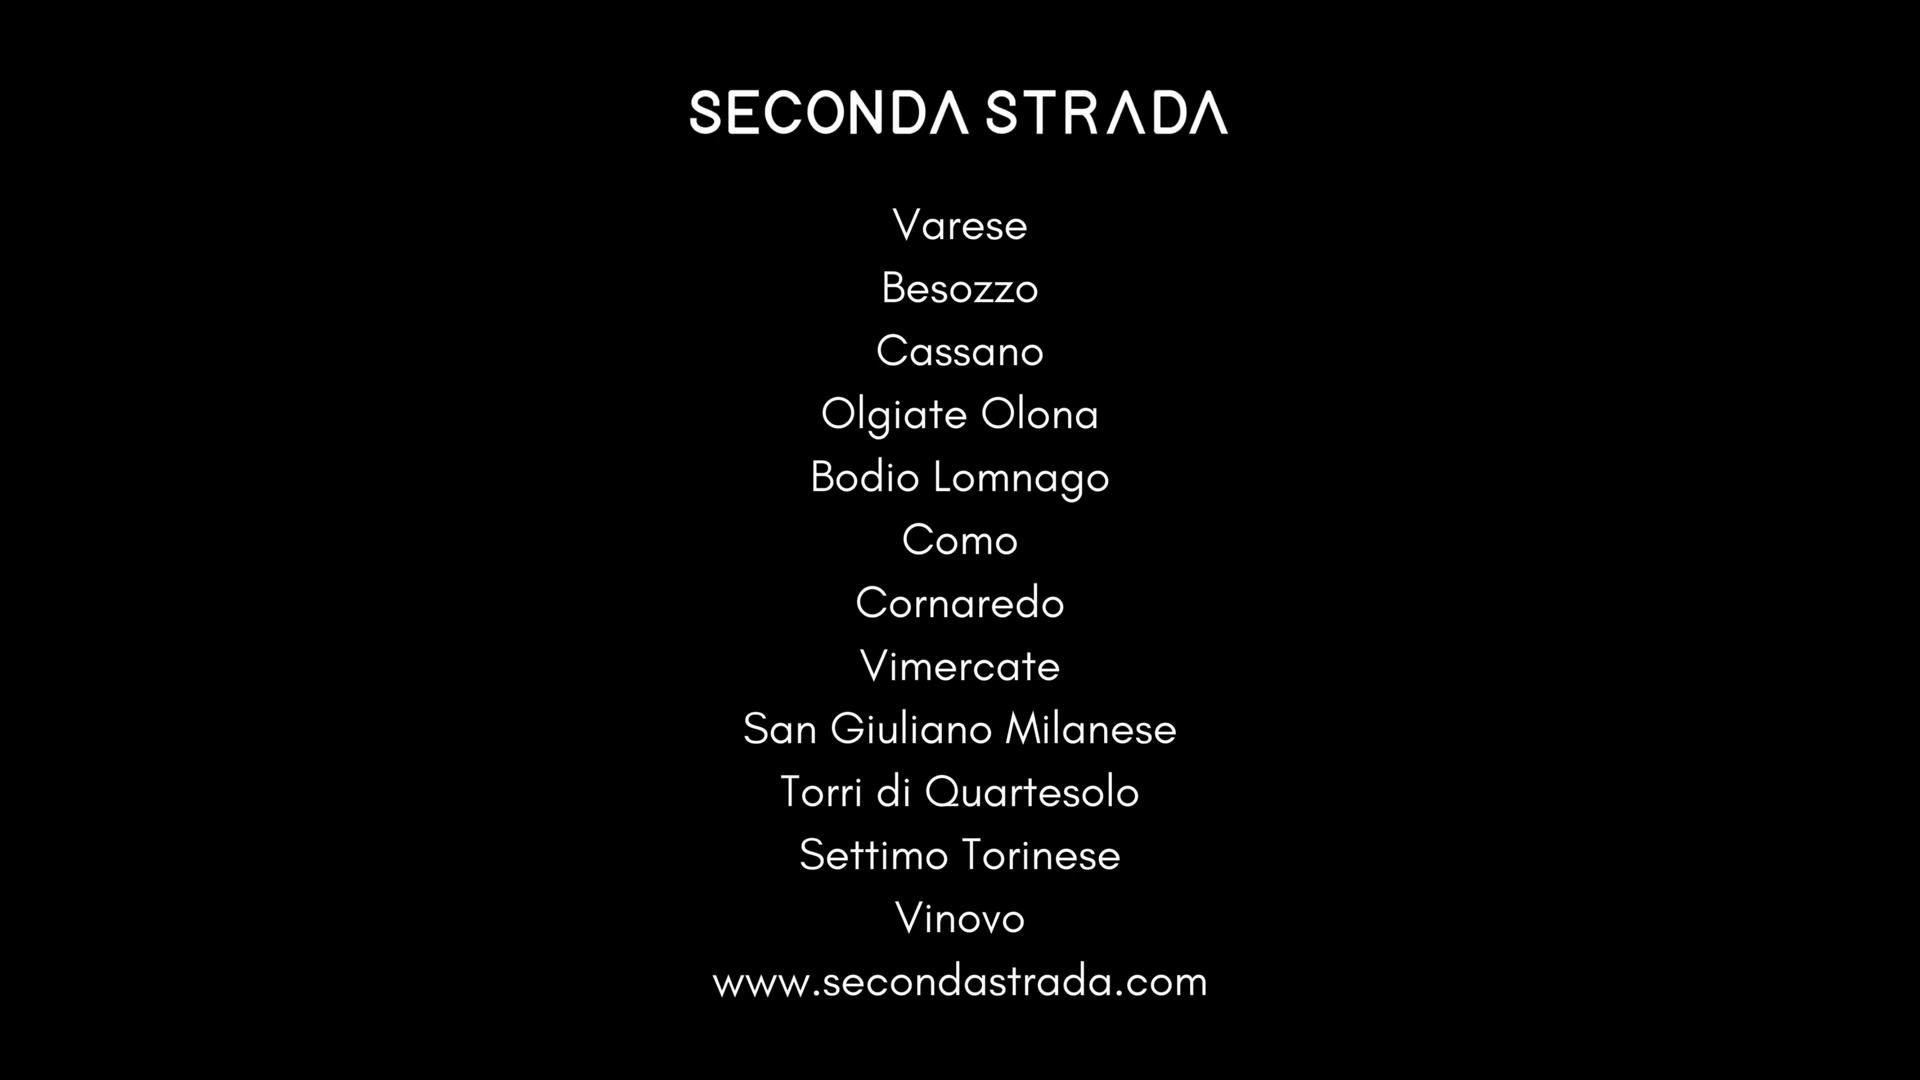 SECONDA STRADA
Varese
Besozzo
Cassano
Olgiate Olona
Bodio Lomnago
Como
Cornaredo
Vimercate
San Giuliano Milanese
Torri di Quartesolo
Settimo Torinese
Vinovo
www.secondastrada.com